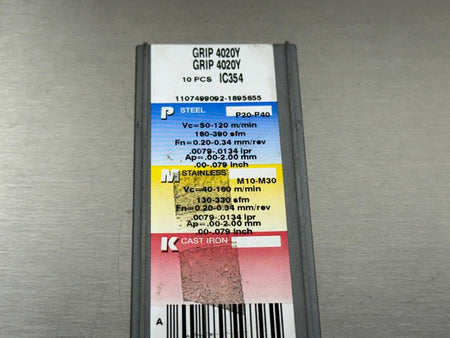 GRIP 4020Y
GRIP 4020Y
10 PCS IC354
1107499092-1895655
P STEEL P20-P40
Vc=50-120 m/min
160-390 sfm
Fn=0.20-0.34 mm/rev
.0079-.0134 ipr
Ap=.00-2.00 mm
.00-.079 inch
M STAINLESS M10-M30
Vc=40-100 m/min
130-330 sfm
Fn=0.20-0.34 mm/rev
.0079-.0134 ipr
Ap=.00-2.00 mm
.00-.079 inch
K CAST IRON
A